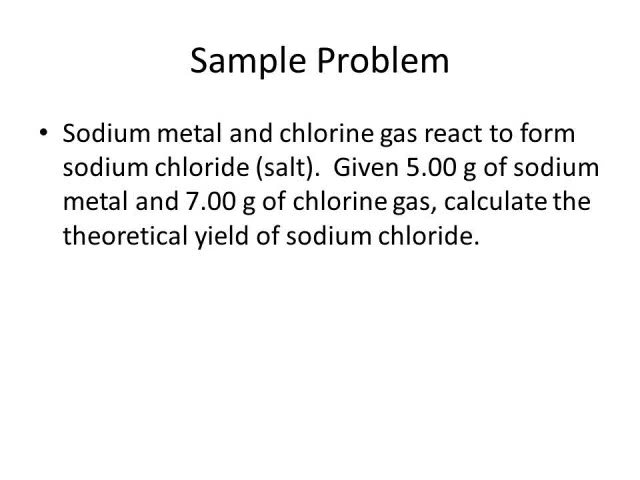 Sample Problem
• Sodium metal and chlorine gas react to form
sodium chloride (salt).  Given 5.00 g of sodium
metal and 7.00 g of chlorine gas, calculate the
theoretical yield of sodium chloride.